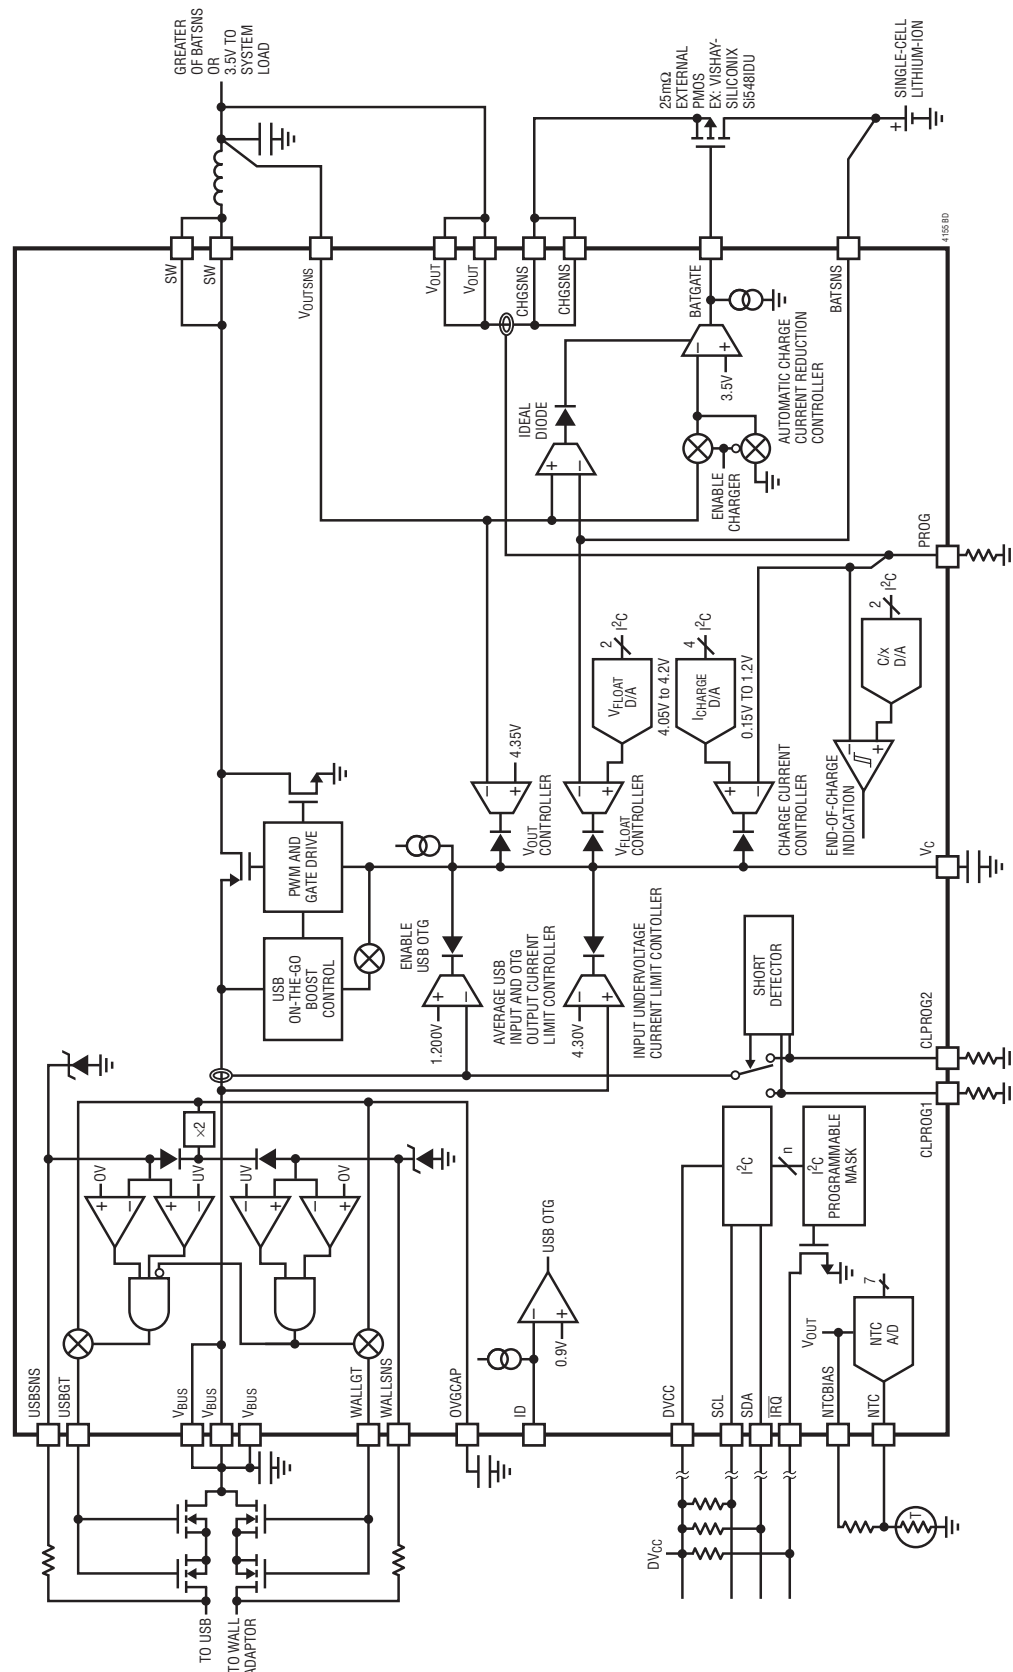 GREATER
OF BATSNS
OR
3.5V TO
SYSTEM
LOAD
25mΩ
EXTERNAL
PMOS
EX: VISHAY-
SILICONIX
Si5481DU
SINGLE-CELL
LITHIUM-ION
+
4155 BD
SW
SW
VOUTSNS
VOUT
VOUT
CHGSNS
CHGSNS
BATGATE
BATSNS
IDEAL
DIODE
+
–
–
+
3.5V
ENABLE
CHARGER
AUTOMATIC CHARGE
CURRENT REDUCTION
CONTROLLER
PROG
2
I2C
VFLOAT
D/A
4.05V to 4.2V
4
I2C
ICHARGE
D/A
0.15V TO 1.2V
2
I2C
C/x
D/A
–
+
4.35V
VOUT
CONTROLLER
–
+
VFLOAT
CONTROLLER
+
–
CHARGE CURRENT
CONTROLLER
–
+
END-OF-CHARGE
INDICATION
PWM AND
GATE DRIVE
VC
USB
ON-THE-GO
BOOST
CONTROL
ENABLE
USB OTG
+
–
1.200V
AVERAGE USB
INPUT AND OTG
OUTPUT CURRENT
LIMIT CONTROLLER
+
–
4.30V
INPUT UNDERVOLTAGE
CURRENT LIMIT CONTOLLER
SHORT
DETECTOR
CLPROG2
CLPROG1
×2
OV
UV
UV
OV
+
–
+
–
–
+
–
+
USB OTG
–
+
0.9V
I2C
n
I2C
PROGRAMMABLE
MASK
VOUT
7
NTC
A/D
USBSNS
USBGT
VBUS
VBUS
VBUS
WALLGT
WALLSNS
OVGCAP
ID
DVCC
SCL
SDA
IRQ
NTCBIAS
NTC
TO USB
TO WALL
ADAPTOR
DVCC
T